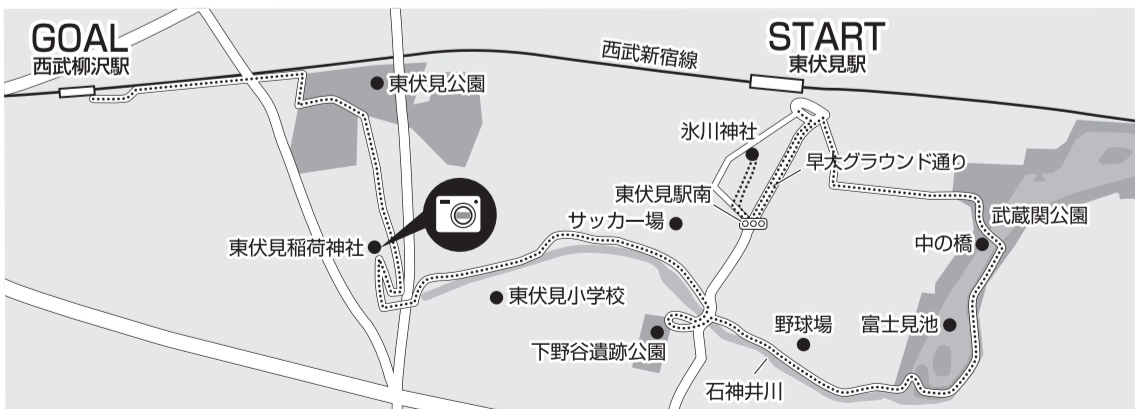 GOAL
西武柳沢駅
西武新宿線
START
東伏見駅
東伏見公園
氷川神社
早大グラウンド通り
東伏見駅南
サッカー場
武蔵関公園
中の橋
東伏見稲荷神社
東伏見小学校
下野谷遺跡公園
野球場
富士見池
石神井川